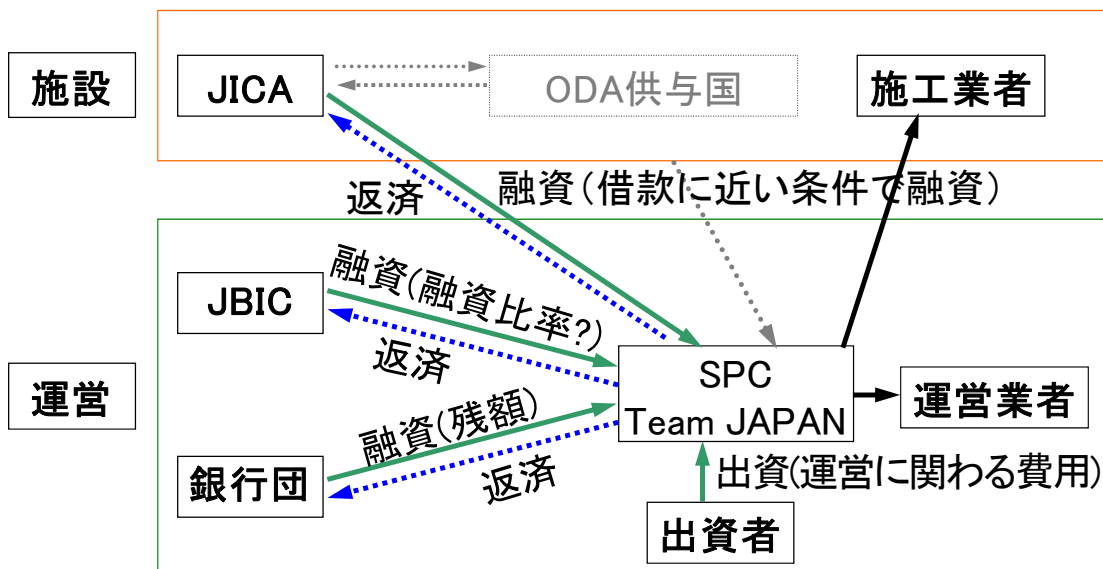 施設
JICA
ODA供与国
施工業者
返済
融資(借款に近い条件で融資)
JBIC
融資(融資比率?)
返済
SPC
Team JAPAN
運営
運営業者
融資(残額)
返済
銀行団
出資(運営に関わる費用)
出資者